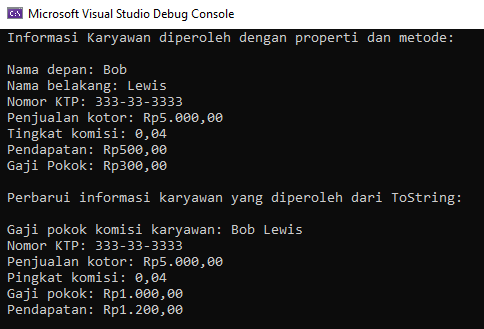 Microsoft Visual Studio Debug Console
Informasi Karyawan diperoleh dengan properti dan metode:
Nama depan: Bob
Nama belakang: Lewis
Nomor KTP: 333-33-3333
Penjualan kotor: Rp5.000,00
Tingkat komisi: 0,04
Pendapatan: Rp500,00
Gaji Pokok: Rp300,00
Perbarui informasi karyawan yang diperoleh dari ToString:
Gaji pokok komisi karyawan: Bob Lewis
Nomor KTP: 333-33-3333
Penjualan kotor: Rp5.000,00
Pingkat komisi: 0,04
Gaji pokok: Rp1.000,00
Pendapatan: Rp1.200,00